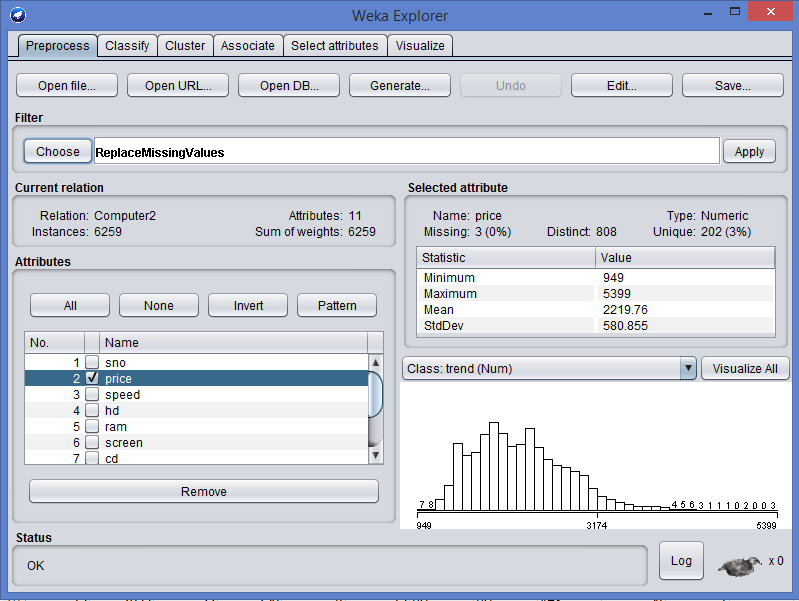 Weka Explorer
Preprocess Classify Cluster Associate Select attributes Visualize
Open file... Open URL... Open DB... Generate... Undo Edit... Save...
Filter
Choose ReplaceMissingValues Apply
Current relation
Relation: Computer2 Attributes: 11
Instances: 6259 Sum of weights: 6259
Attributes
All None Invert Pattern
No. Name
1 sno
2 price
3 speed
4 hd
5 ram
6 screen
7 cd
Remove
Selected attribute
Name: price Type: Numeric
Missing: 3 (0%) Distinct: 808 Unique: 202 (3%)
Statistic Value
Minimum 949
Maximum 5399
Mean 2219.76
StdDev 580.855
Class: trend (Num) Visualize All
7 8 4 5 6 3 1 1 1 0 2 0 0 3
949 3174 5399
Status
OK
Log x 0